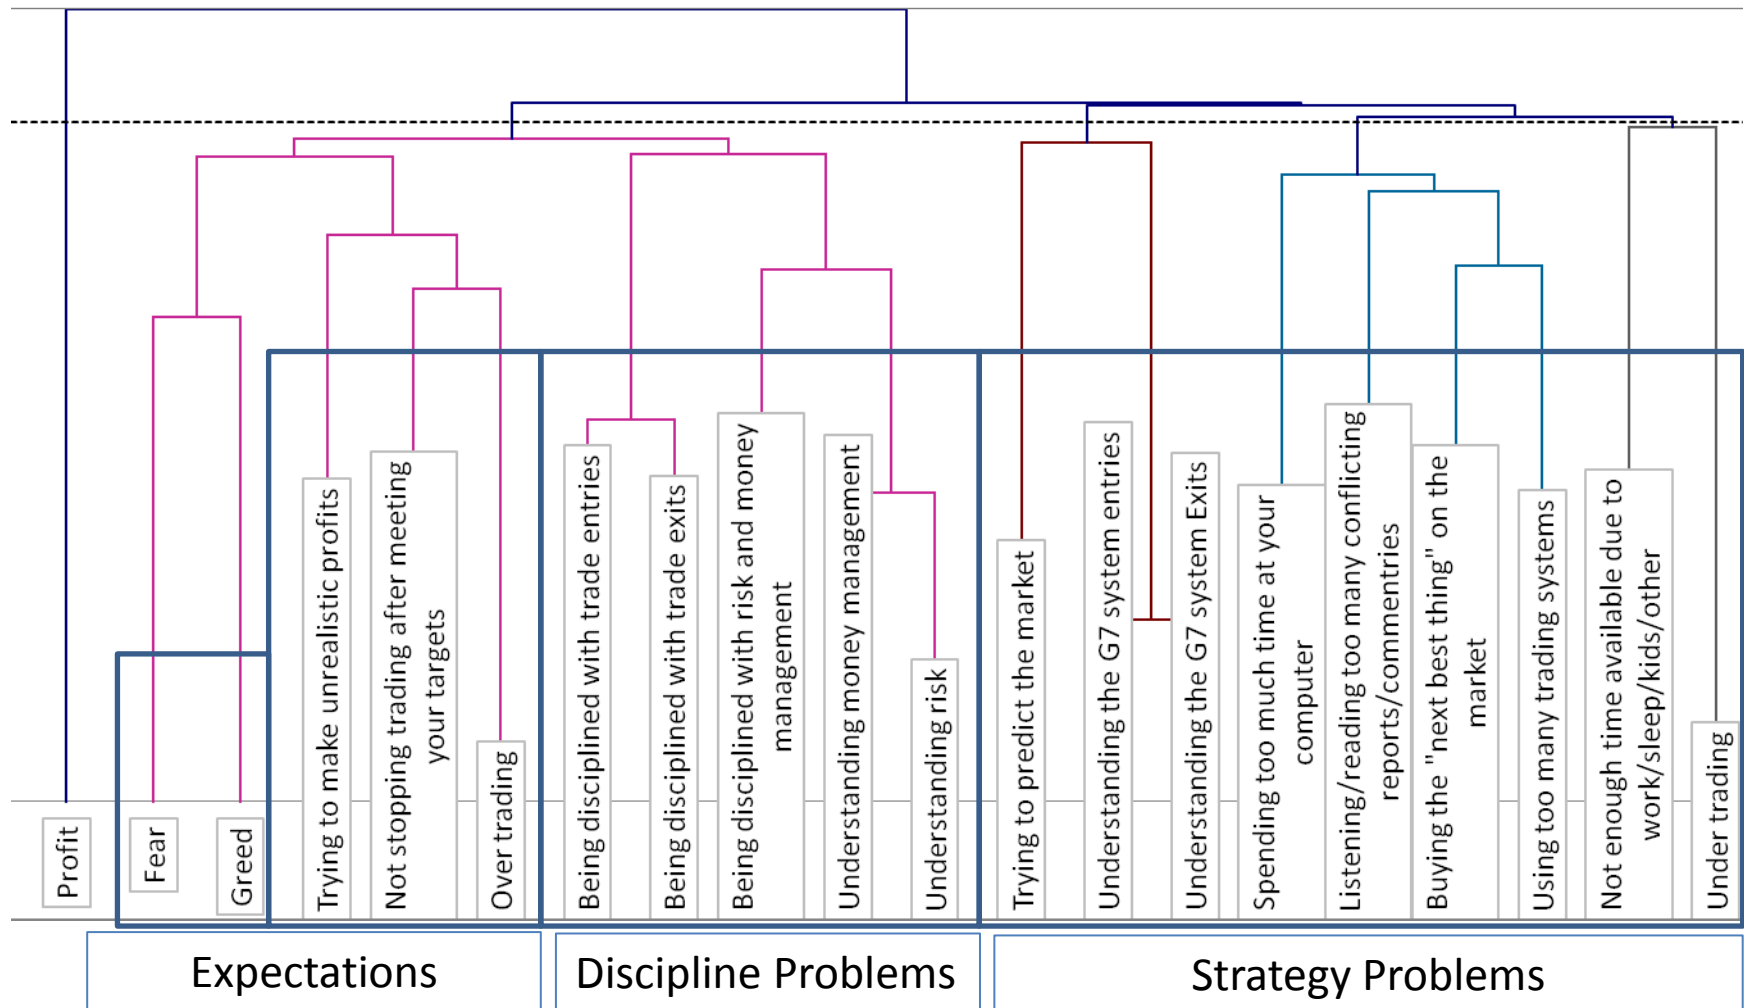 Profit
Fear
Greed
Trying to make unrealistic profits
Not stopping trading after meeting
your targets
Over trading
Being disciplined with trade entries
Being disciplined with trade exits
Being disciplined with risk and money
management
Understanding money management
Understanding risk
Trying to predict the market
Understanding the G7 system entries
Understanding the G7 system Exits
Spending too much time at your
computer
Listenening/reading too many conflicting
reports/commentries
Buying the "next best thing" on the
market
Using too many trading systems
Not enough time available due to
work/sleep/kids/other
Under trading
Expectations
Discipline Problems
Strategy Problems